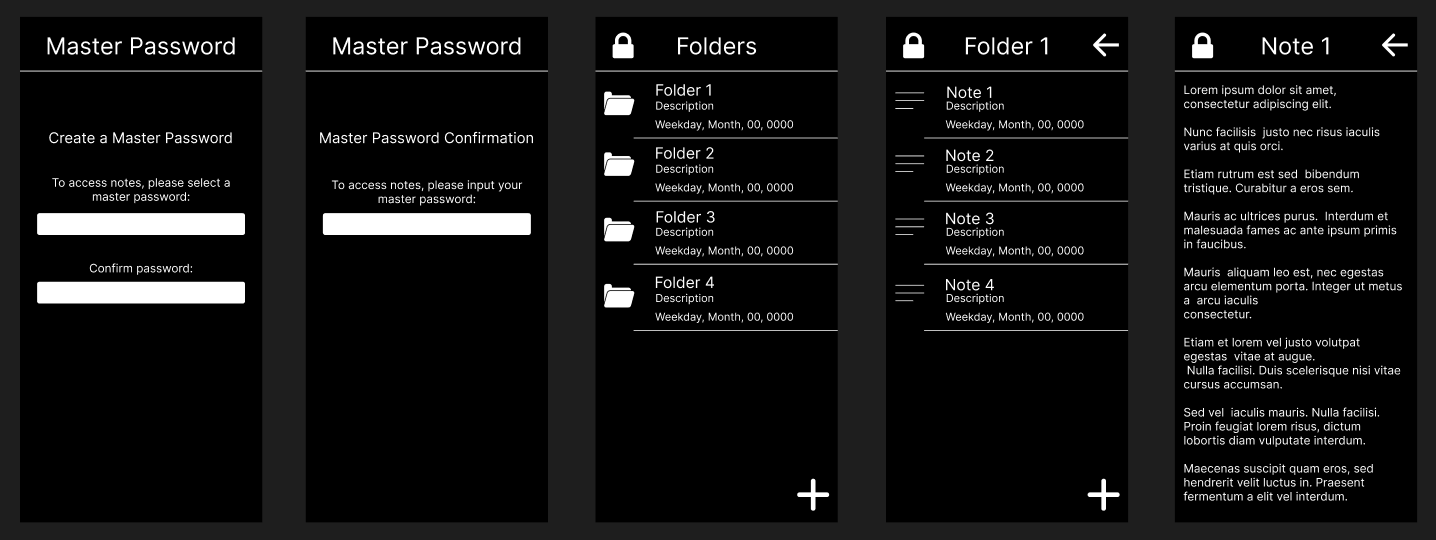 Master Password
Create a Master Password
To access notes, please select a
master password:
Confirm password:
Master Password
Master Password Confirmation
To access notes, please input your
master password:
Folders
Folder 1
Description
Weekday, Month, 00, 0000
Folder 2
Description
Weekday, Month, 00, 0000
Folder 3
Description
Weekday, Month, 00, 0000
Folder 4
Description
Weekday, Month, 00, 0000
Folder 1
Note 1
Description
Weekday, Month, 00, 0000
Note 2
Description
Weekday, Month, 00, 0000
Note 3
Description
Weekday, Month, 00, 0000
Note 4
Description
Weekday, Month, 00, 0000
Note 1
Lorem ipsum dolor sit amet,
consectetur adipiscing elit.
Nunc facilisis  justo nec risus iaculis
varius at quis orci.
Etiam rutrum est sed  bibendum
tristique. Curabitur a eros sem.
Mauris ac ultrices purus.  Interdum et
malesuada fames ac ante ipsum primis
in faucibus.
Mauris  aliquam leo est, nec egestas
arcu elementum porta. Integer ut metus
a  arcu iaculis
consectetur.
Etiam et lorem vel justo volutpat
egestas  vitae at augue.
Nulla facilisi. Duis scelerisque nisi vitae
cursus accumsan.
Sed vel  iaculis mauris. Nulla facilisi.
Proin feugiat lorem risus, dictum
lobortis diam vulputate interdum.
Maecenas suscipit quam eros, sed
hendrerit velit luctus in. Praesent
fermentum a elit vel interdum.